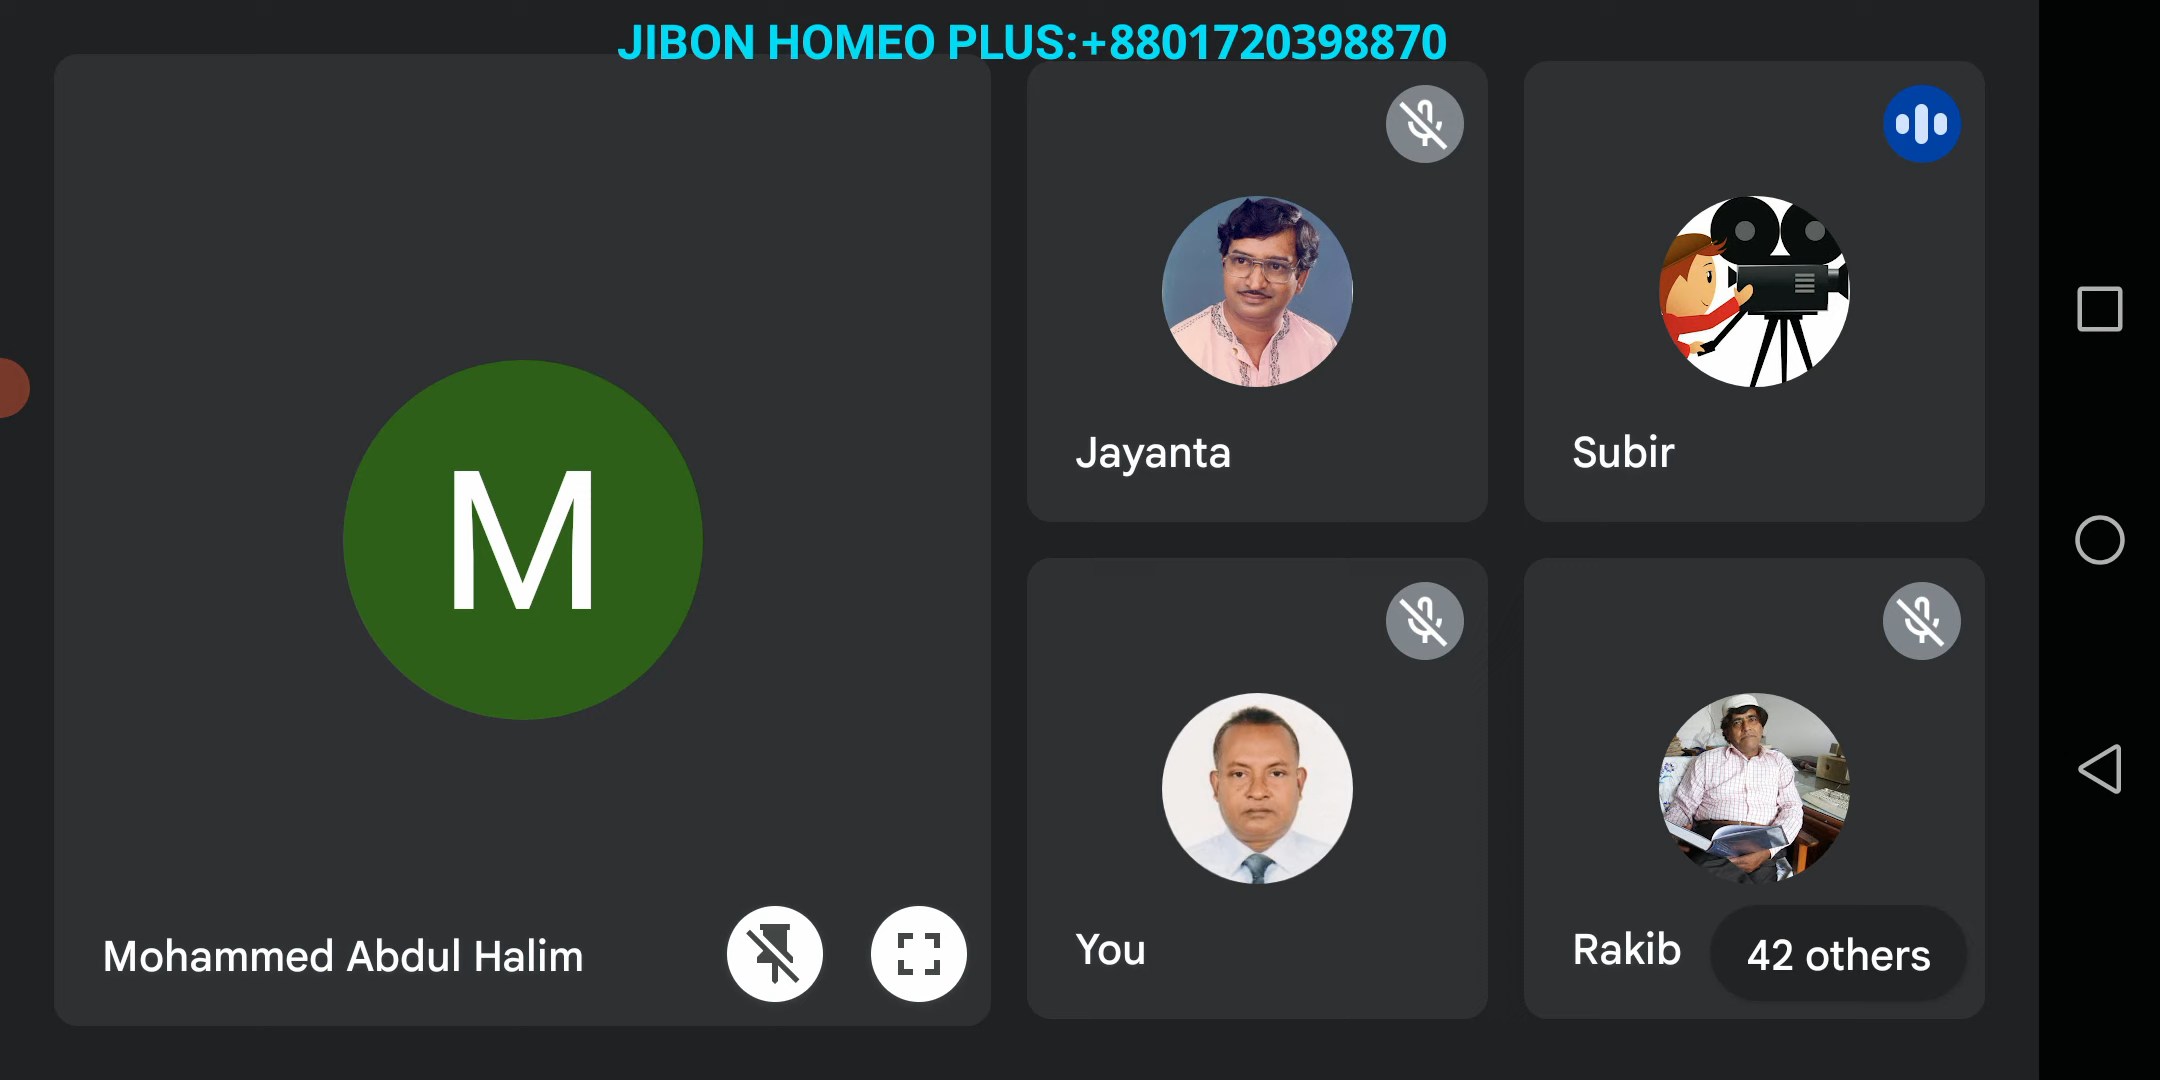 JIBON HOMEO PLUS:+8801720398870
M
Mohammed Abdul Halim
Jayanta
Subir
You
Rakib
42 others